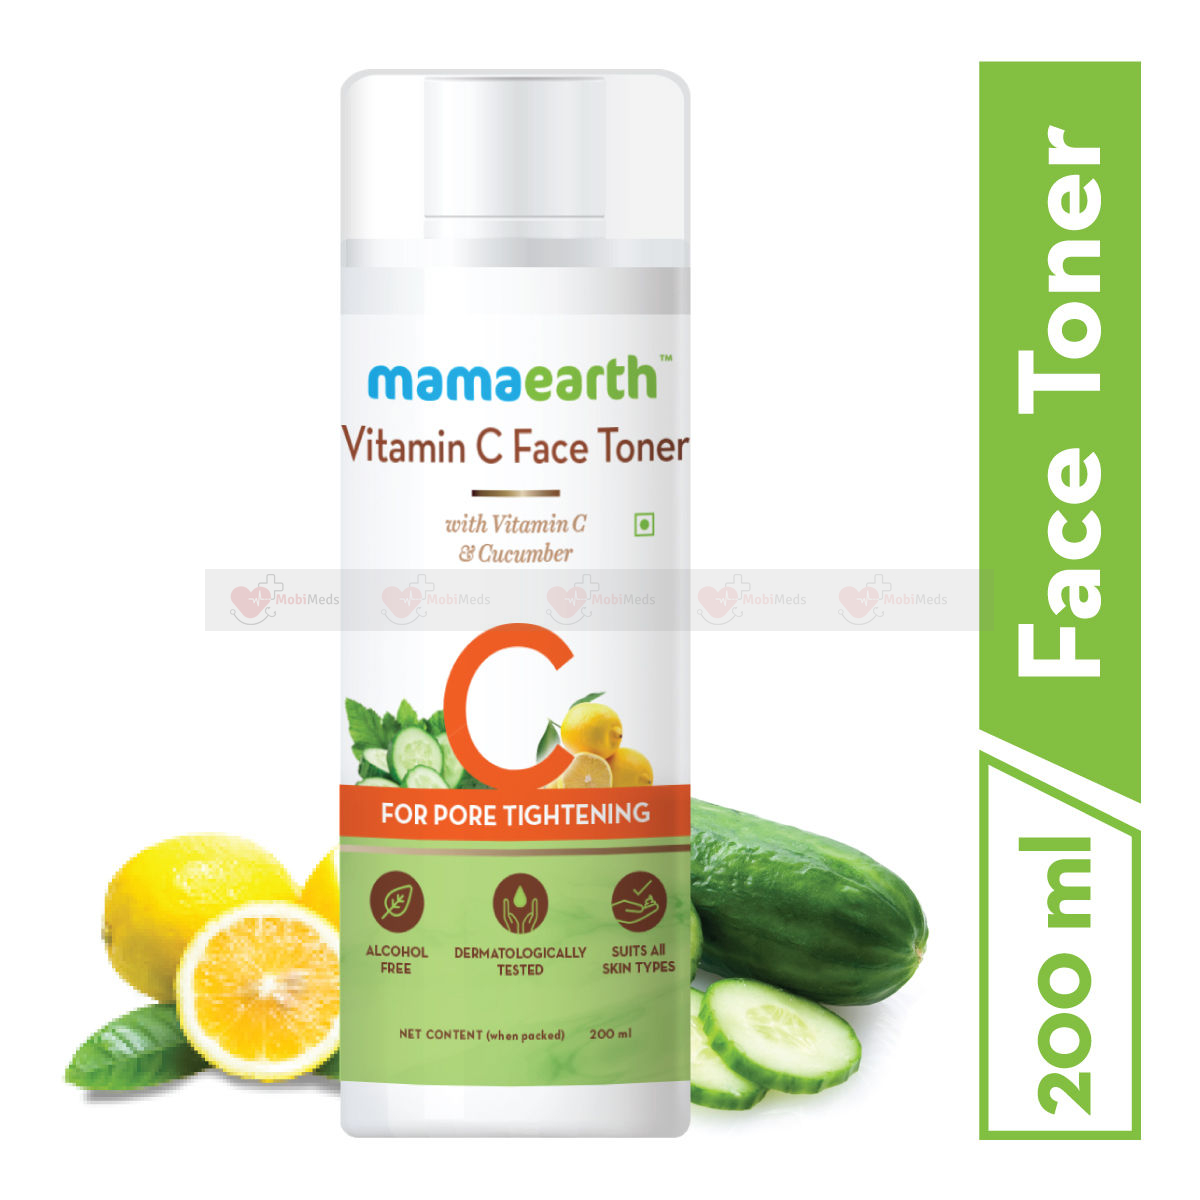 mamaearth™
Vitamin C Face Toner
with Vitamin C
& Cucumber
MobiMeds MobiMeds MobiMeds MobiMeds MobiMeds
C
FOR PORE TIGHTENING
ALCOHOL
FREE
DERMATOLOGICALLY
TESTED
SUITS All
SKIN TYPES
NET CONTENT (when packed) 200 ml
Face Toner
200 ml